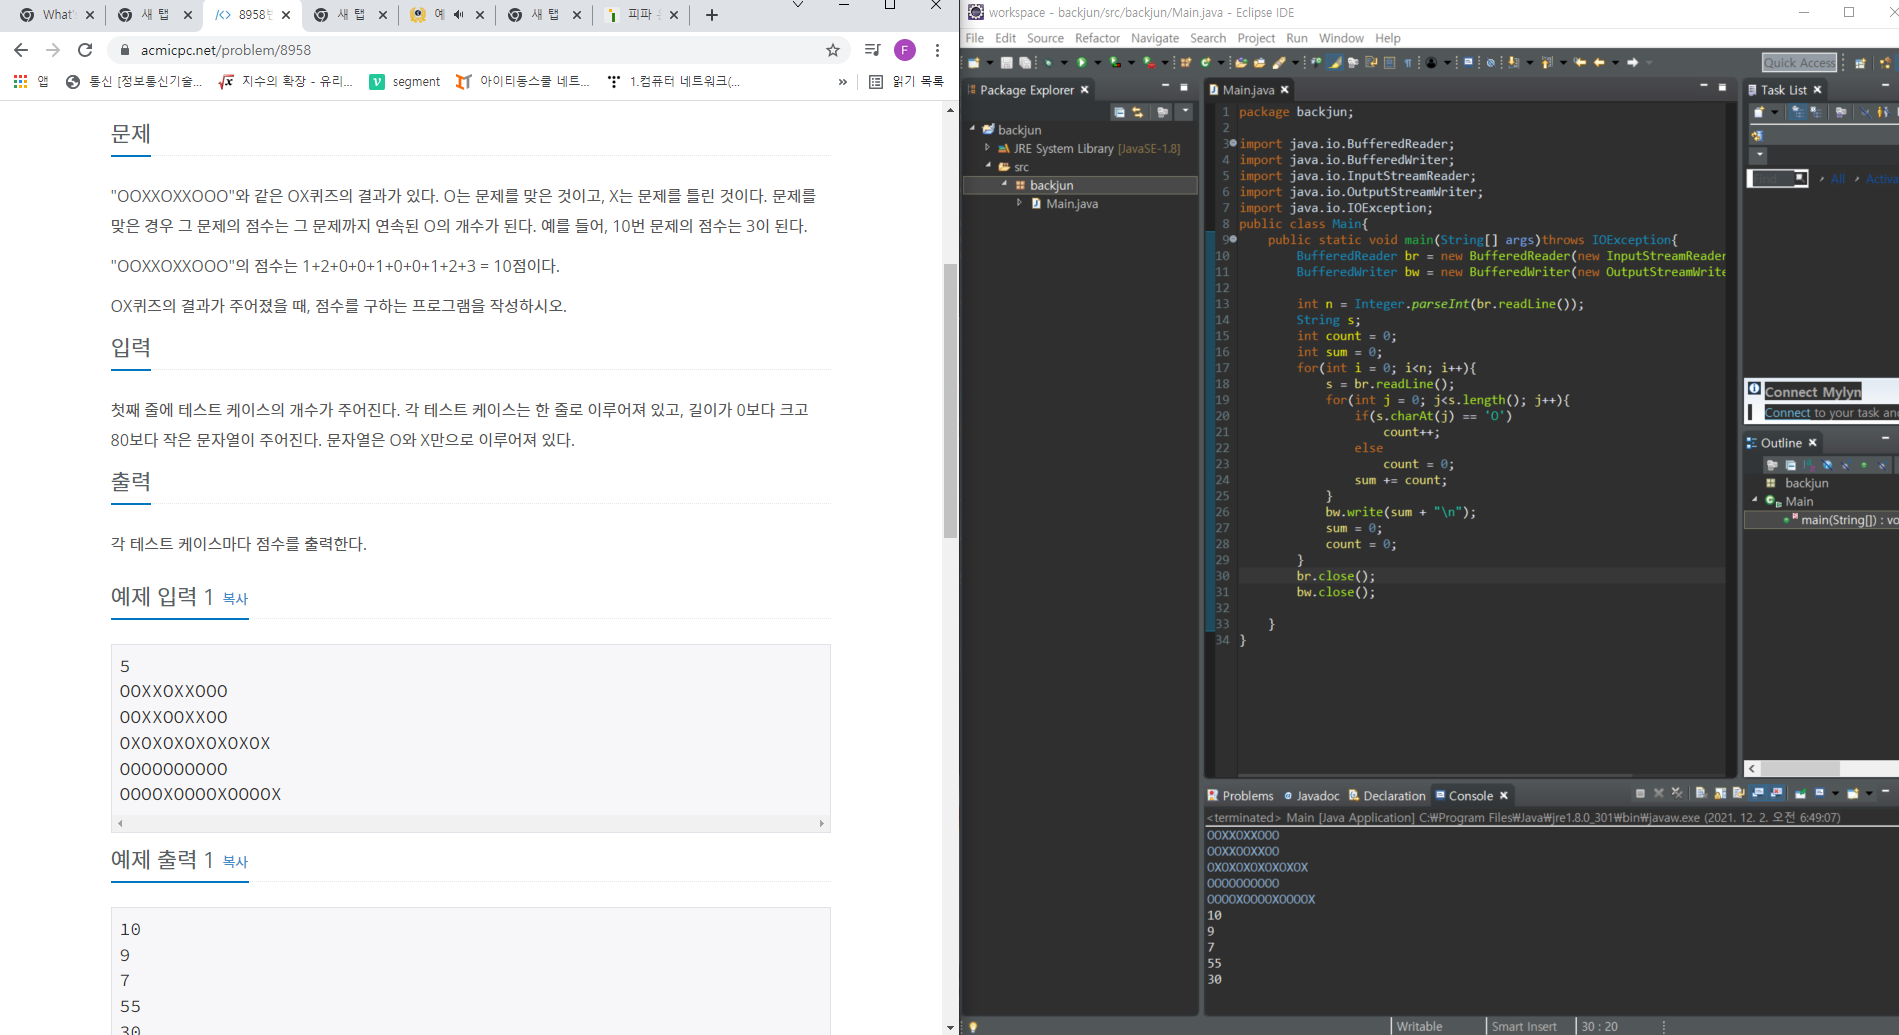 What'
새 탭
8958번
새 탭
예
새 탭
피파
acmicpc.net/problem/8958
F
앱
통신 [정보통신기술...
지수의 확장 - 유리...
segment
아이티동스쿨 네트...
1.컴퓨터 네트워크(...
»
읽기 목록
문제
"OOXXOXXOOO"와 같은 OX퀴즈의 결과가 있다. O는 문제를 맞은 것이고, X는 문제를 틀린 것이다. 문제를
맞은 경우 그 문제의 점수는 그 문제까지 연속된 O의 개수가 된다. 예를 들어, 10번 문제의 점수는 3이 된다.
"OOXXOXXOOO"의 점수는 1+2+0+0+1+0+0+1+2+3 = 10점이다.
OX퀴즈의 결과가 주어졌을 때, 점수를 구하는 프로그램을 작성하시오.
입력
첫째 줄에 테스트 케이스의 개수가 주어진다. 각 테스트 케이스는 한 줄로 이루어져 있고, 길이가 0보다 크고
80보다 작은 문자열이 주어진다. 문자열은 O와 X만으로 이루어져 있다.
출력
각 테스트 케이스마다 점수를 출력한다.
예제 입력 1 복사
5
OOXXOXXOOO
OOXXOOXXOO
OXOXOXOXOXOXOX
OOOOOOOOOO
OOOOXOOOOXOOOOX
예제 출력 1 복사
10
9
7
55
30
workspace - backjun/src/backjun/Main.java - Eclipse IDE
File Edit Source Refactor Navigate Search Project Run Window Help
Quick Access
Package Explorer
backjun
JRE System Library [JavaSE-1.8]
src
backjun
Main.java
Main.java
1 package backjun;
2
3 import java.io.BufferedReader;
4 import java.io.BufferedWriter;
5 import java.io.InputStreamReader;
6 import java.io.OutputStreamWriter;
7 import java.io.IOException;
8 public class Main{
9 public static void main(String[] args)throws IOException{
10 BufferedReader br = new BufferedReader(new InputStreamReader
11 BufferedWriter bw = new BufferedWriter(new OutputStreamWrite
12
13 int n = Integer.parseInt(br.readLine());
14 String s;
15 int count = 0;
16 int sum = 0;
17 for(int i = 0; i<n; i++){
18 s = br.readLine();
19 for(int j = 0; j<s.length(); j++){
20 if(s.charAt(j) == 'O')
21 count++;
22 else
23 count = 0;
24 sum += count;
25 }
26 bw.write(sum + "\n");
27 sum = 0;
28 count = 0;
29 }
30 br.close();
31 bw.close();
32
33 }
34 }
Task List
Find
All
Activa
Connect Mylyn
Connect to your task and
Outline
backjun
Main
main(String[]) : vo
Problems Javadoc Declaration Console
<terminated> Main [Java Application] C:₩Program Files₩Java₩jre1.8.0_301₩bin₩javaw.exe (2021. 12. 2. 오전 6:49:07)
OOXXOXXOOO
OOXXOOXXOO
OXOXOXOXOXOXOX
OOOOOOOOOO
OOOOXOOOOXOOOOX
10
9
7
55
30
Writable
Smart Insert
30 : 20